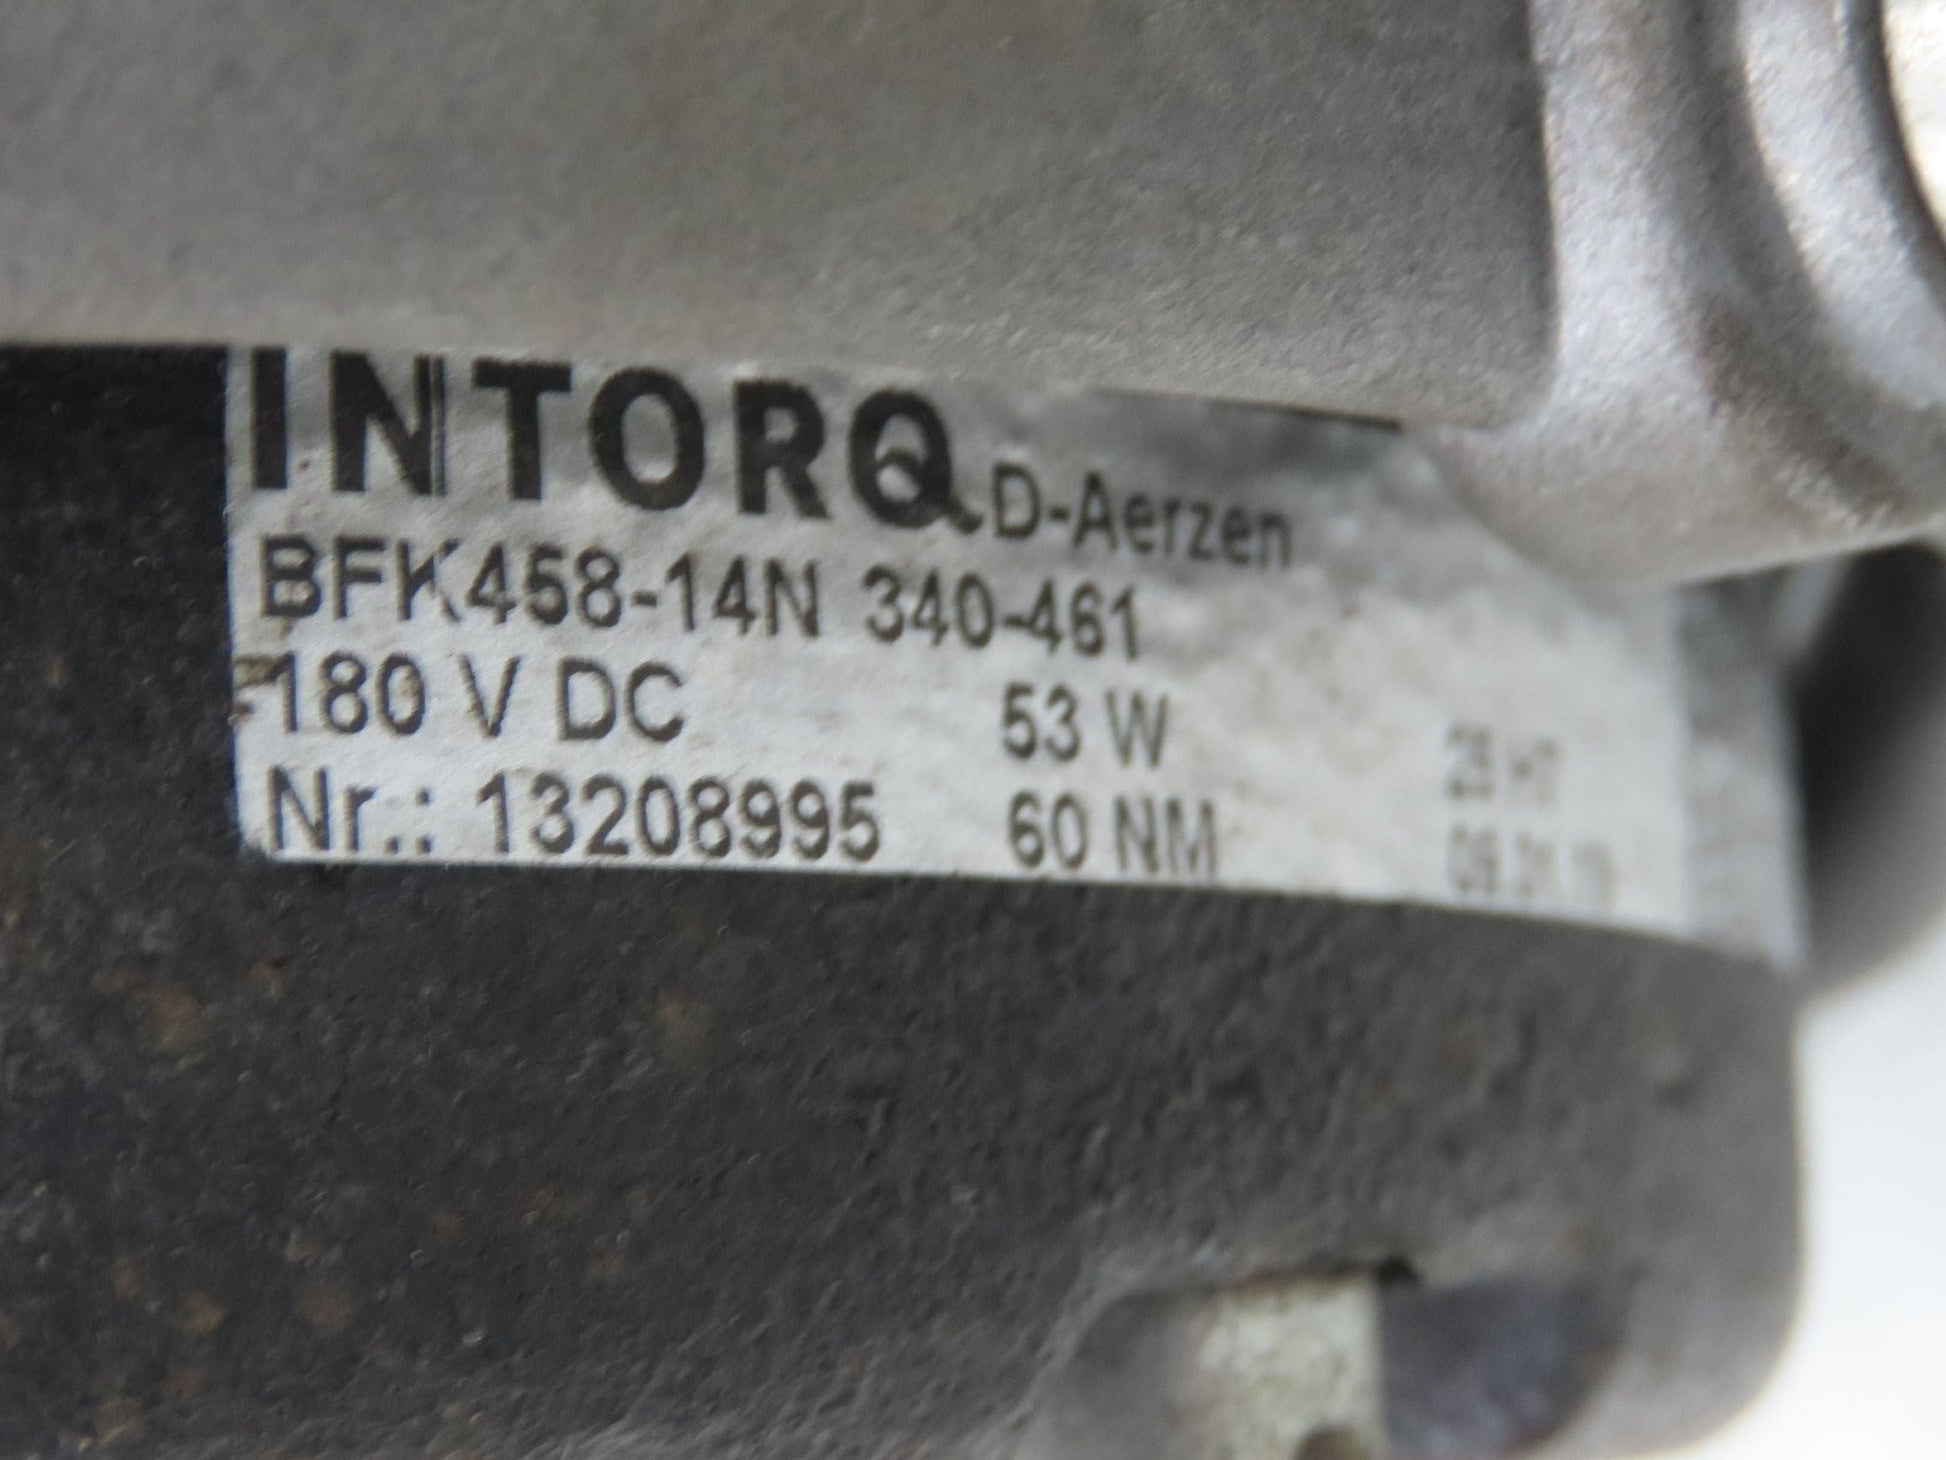 INTORQ D-Aerzen
BFK458-14N 340-461
180 V DC 53 W
Nr.: 13208995 60 NM